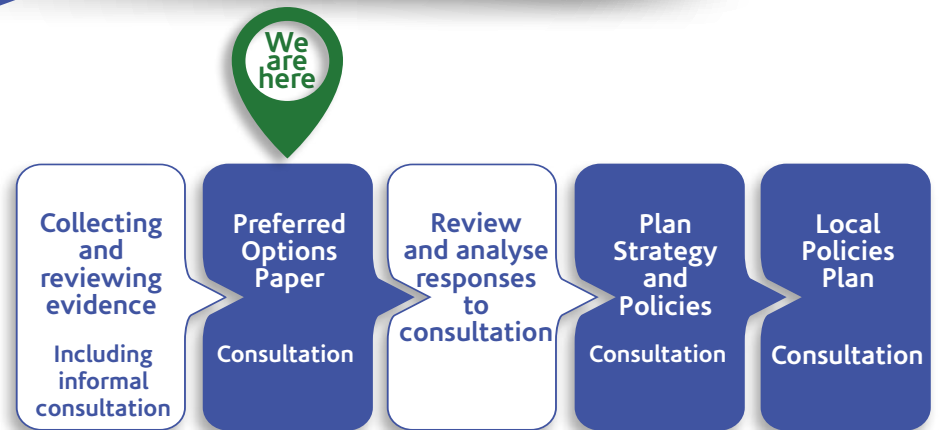 We
are
here
Collecting
and
reviewing
evidence
Including
informal
consultation
Preferred
Options
Paper
Consultation
Review
and analyse
responses
to
consultation
Plan
Strategy
and
Policies
Consultation
Local
Policies
Plan
Consultation